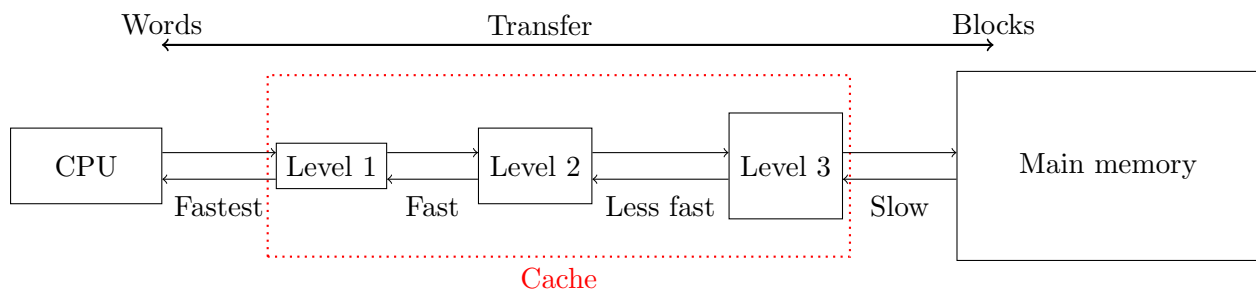 Words Transfer Blocks
CPU Level 1 Level 2 Level 3 Main memory
Fastest Fast Less fast Slow
Cache